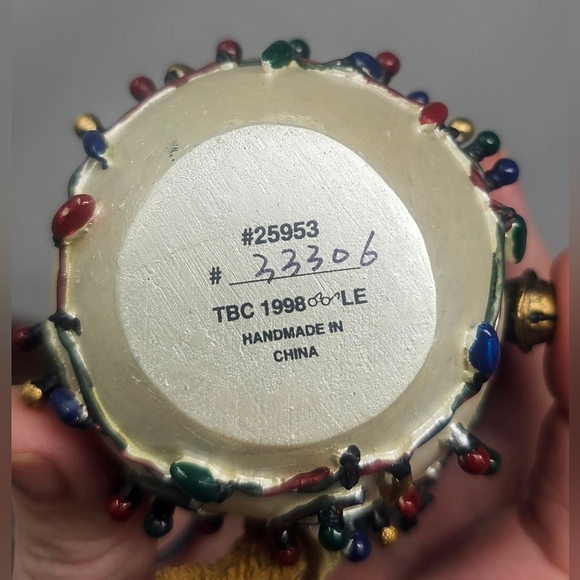 #25953
# 33306
TBC 1998 LE
HANDMADE IN
CHINA